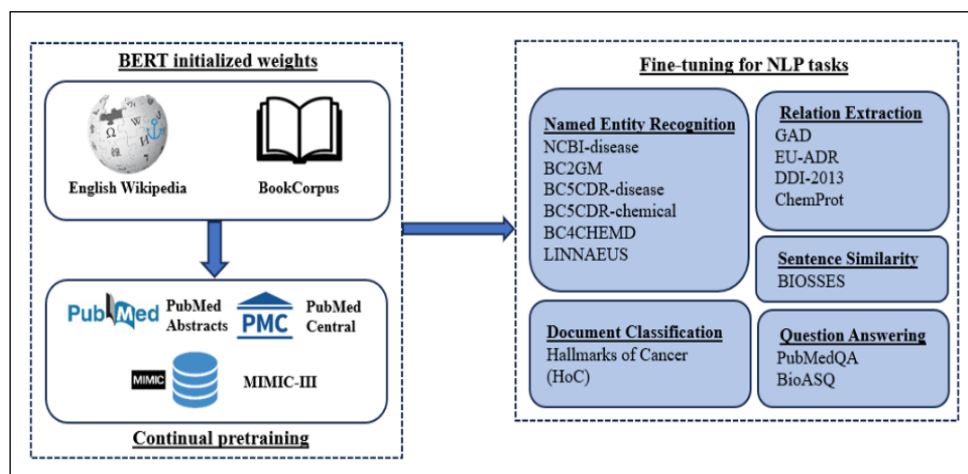 BERT initialized weights
English Wikipedia
BookCorpus
PubMed
PubMed
Abstracts
PMC
PubMed
Central
MIMIC
MIMIC-III
Continual pretraining
Fine-tuning for NLP tasks
Named Entity Recognition
NCBI-disease
BC2GM
BC5CDR-disease
BC5CDR-chemical
BC4CHEMD
LINNAEUS
Relation Extraction
GAD
EU-ADR
DDI-2013
ChemProt
Sentence Similarity
BIOSSES
Document Classification
Hallmarks of Cancer
(HoC)
Question Answering
PubMedQA
BioASQ